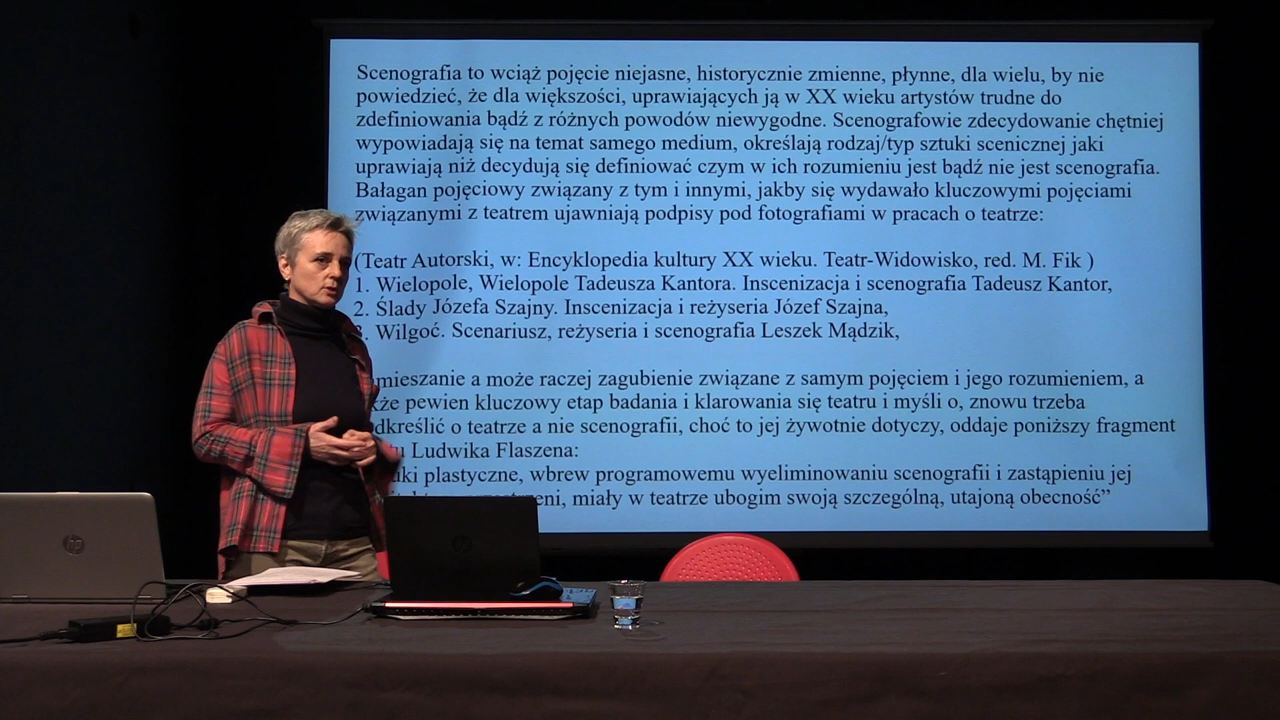 Scenografia to wciąż pojęcie niejasne, historycznie zmienne, płynne, dla wielu, by nie
powiedzieć, że dla większości, uprawiających ją w XX wieku artystów trudne do
zdefiniowania bądź z różnych powodów niewygodne. Scenografowie zdecydowanie chętniej
wypowiadają się na temat samego medium, określają rodzaj/typ sztuki scenicznej jaki
uprawiają niż decydują się definiować czym w ich rozumieniu jest bądź nie jest scenografia.
Bałagan pojęciowy związany z tym i innymi, jakby się wydawało kluczowymi pojęciami
związanymi z teatrem ujawniają podpisy pod fotografiami w pracach o teatrze:
(Teatr Autorski, w: Encyklopedia kultury XX wieku. Teatr-Widowisko, red. M. Fik )
1. Wielopole, Wielopole Tadeusza Kantora. Inscenizacja i scenografia Tadeusz Kantor,
2. Ślady Józefa Szajny. Inscenizacja i reżyseria Józef Szajna,
3. Wilgoć. Scenariusz, reżyseria i scenografia Leszek Mądzik,
mieszanie a może raczej zagubienie związane z samym pojęciem i jego rozumieniem, a
kże pewien kluczowy etap badania i klarowania się teatru i myśli o, znowu trzeba
dkreślić o teatrze a nie scenografii, choć to jej żywotnie dotyczy, oddaje poniższy fragment
u Ludwika Flaszena:
uki plastyczne, wbrew programowemu wyeliminowaniu scenografii i zastąpieniu jej
eni, miały w teatrze ubogim swoją szczególną, utajoną obecność”
hp